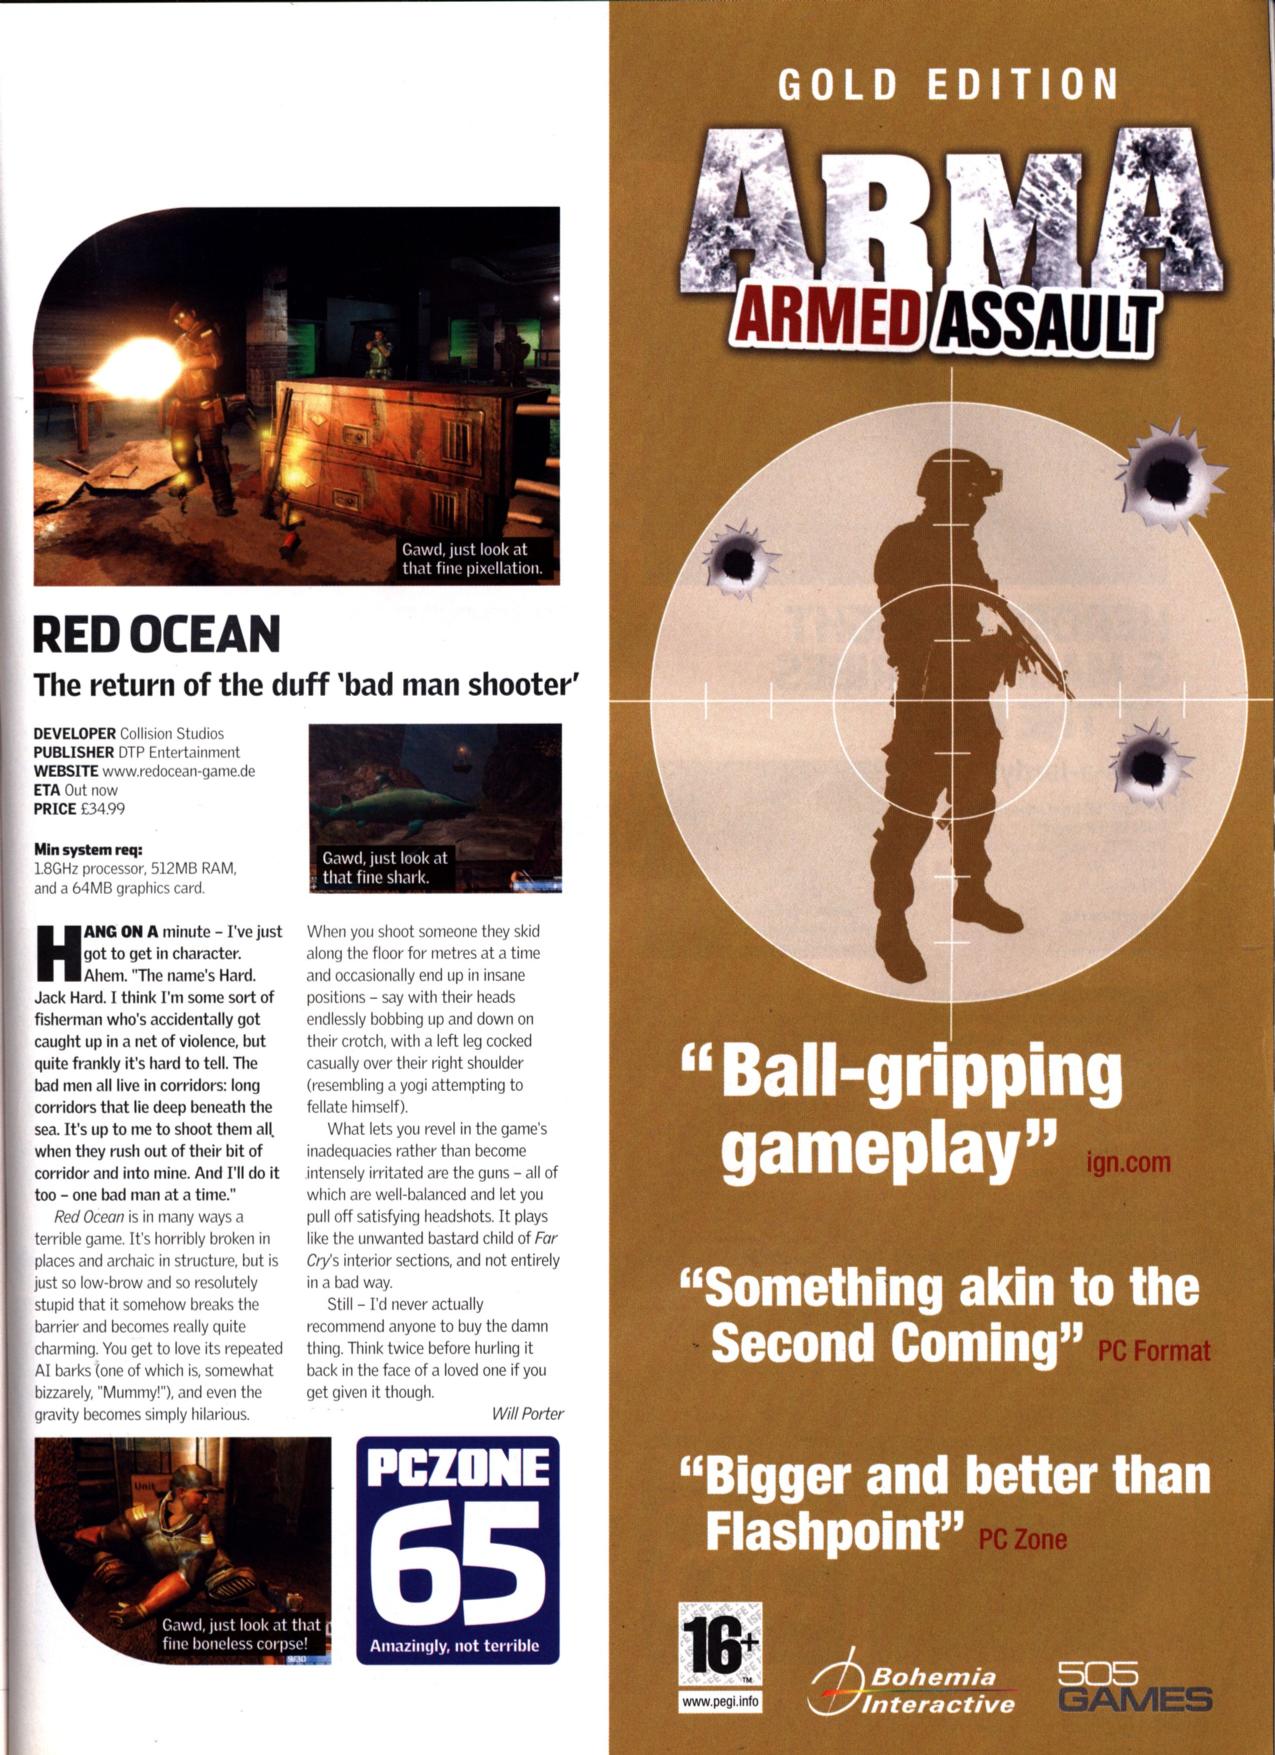 Gawd, just look at
that fine pixellation.
RED OCEAN
The return of the duff 'bad man shooter'
DEVELOPER Collision Studios
PUBLISHER DTP Entertainment
WEBSITE www.redocean-game.de
ETA Out now
PRICE £34.99
Min system req:
1.8GHz processor, 512MB RAM,
and a 64MB graphics card.
Gawd, just look at
that fine shark.
HANG ON A minute – I've just
got to get in character.
Ahem. "The name's Hard.
Jack Hard. I think I'm some sort of
fisherman who's accidentally got
caught up in a net of violence, but
quite frankly it's hard to tell. The
bad men all live in corridors: long
corridors that lie deep beneath the
sea. It's up to me to shoot them all,
when they rush out of their bit of
corridor and into mine. And I'll do it
too – one bad man at a time."
Red Ocean is in many ways a
terrible game. It's horribly broken in
places and archaic in structure, but is
just so low-brow and so resolutely
stupid that it somehow breaks the
barrier and becomes really quite
charming. You get to love its repeated
AI barks (one of which is, somewhat
bizzarely, "Mummy!"), and even the
gravity becomes simply hilarious.
When you shoot someone they skid
along the floor for metres at a time
and occasionally end up in insane
positions – say with their heads
endlessly bobbing up and down on
their crotch, with a left leg cocked
casually over their right shoulder
(resembling a yogi attempting to
fellate himself).
What lets you revel in the game's
inadequacies rather than become
intensely irritated are the guns – all of
which are well-balanced and let you
pull off satisfying headshots. It plays
like the unwanted bastard child of Far
Cry's interior sections, and not entirely
in a bad way.
Still – I'd never actually
recommend anyone to buy the damn
thing. Think twice before hurling it
back in the face of a loved one if you
get given it though.
Will Porter
Unit
Gawd, just look at that
fine boneless corpse!
9/30
PCZONE
65
Amazingly, not terrible
GOLD EDITION
ARMA
ARMED ASSAULT
"Ball-gripping
gameplay" ign.com
"Something akin to the
Second Coming" PC Format
"Bigger and better than
Flashpoint" PC Zone
16+
TM
www.pegi.info
Bohemia
Interactive
505
GAMES